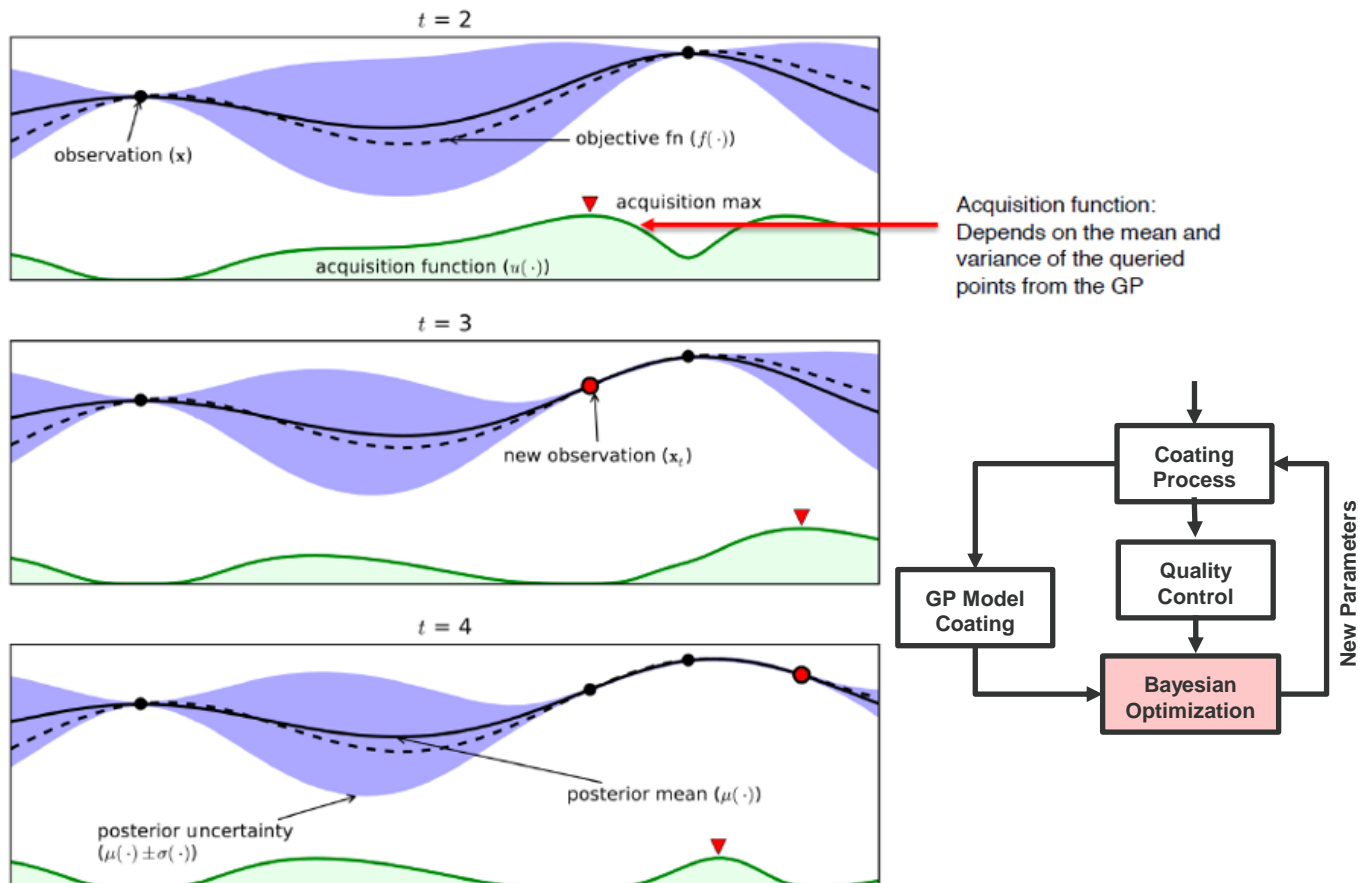 t = 2
observation (x)
objective fn (f(·))
acquisition max
acquisition function (u(·))
Acquisition function:
Depends on the mean and
variance of the queried
points from the GP
t = 3
new observation (xₜ)
t = 4
posterior mean (μ(·))
posterior uncertainty
(μ(·) ±σ(·))
Coating
Process
Quality
Control
GP Model
Coating
Bayesian
Optimization
New Parameters